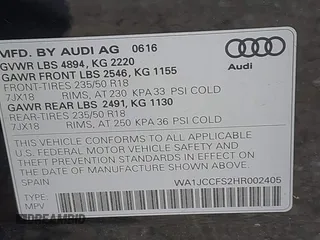 MFD. BY AUDI AG 0616
GVWR LBS 4894, KG 2220
GAWR FRONT LBS 2546, KG 1155
FRONT-TIRES 235/50 R18
7JX18 RIMS, AT 230 KPA 33 PSI COLD
GAWR REAR LBS 2491, KG 1130
REAR-TIRES 235/50 R18
7JX18 RIMS, AT 250 KPA 36 PSI COLD
THIS VEHICLE CONFORMS TO ALL APPLICABLE
U.S. FEDERAL MOTOR VEHICLE SAFETY
AND THEFT PREVENTION STANDARDS IN EFFECT ON
THE DATE OF MANUFACTURE SHOWN ABOVE.
SPAIN WA1JCCFS2HR002405
TYPE:
MPV
Audi